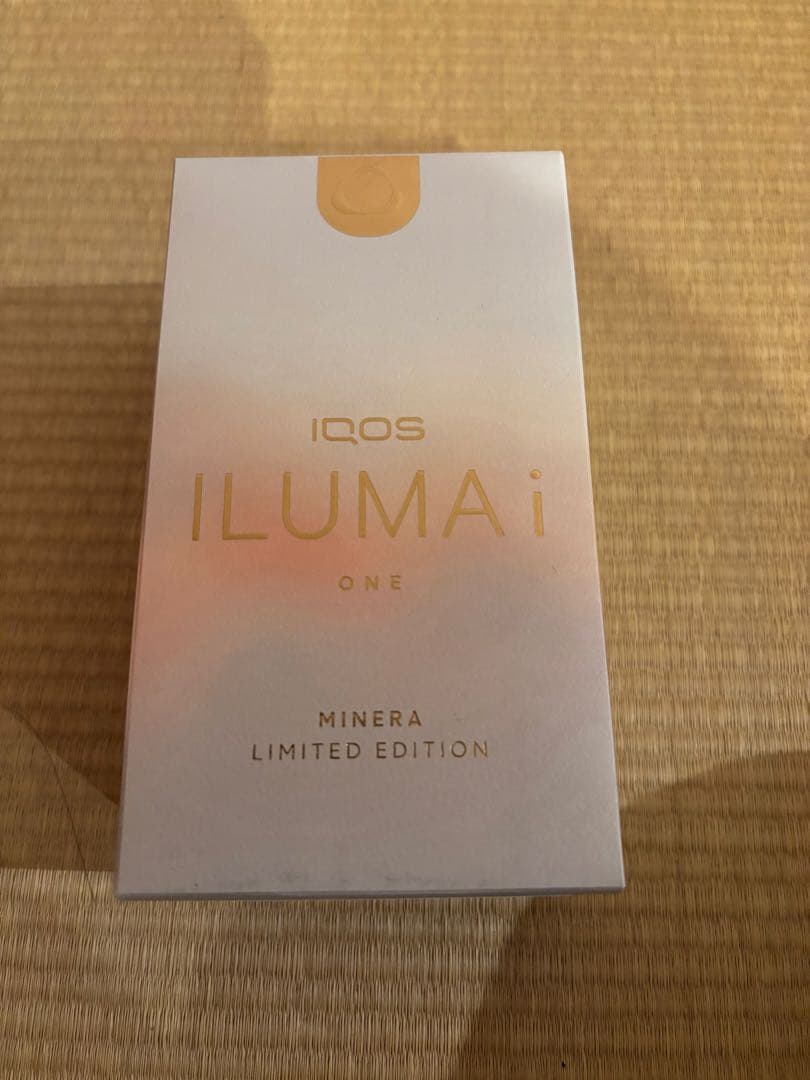 IQOS
ILUMA i
ONE
MINERA
LIMITED EDITION